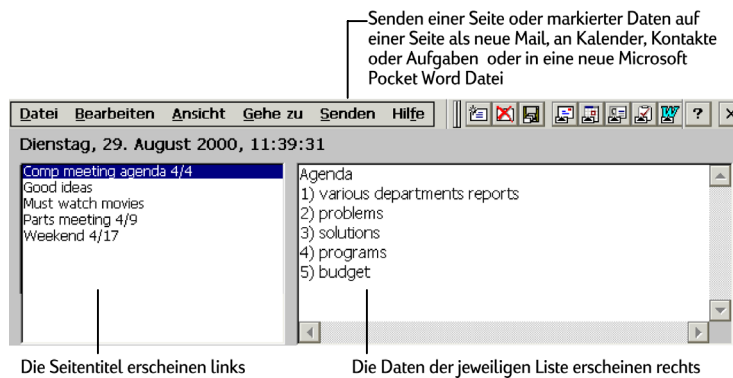 Senden einer Seite oder markierter Daten auf
einer Seite als neue Mail, an Kalender, Kontakte
oder Aufgaben oder in eine neue Microsoft
Pocket Word Datei
Datei Bearbeiten Ansicht Gehe zu Senden Hilfe ? ×
Dienstag, 29. August 2000, 11:39:31
Comp meeting agenda 4/4
Good ideas
Must watch movies
Parts meeting 4/9
Weekend 4/17
Agenda
1) various departments reports
2) problems
3) solutions
4) programs
5) budget
Die Seitentitel erscheinen links
Die Daten der jeweiligen Liste erscheinen rechts